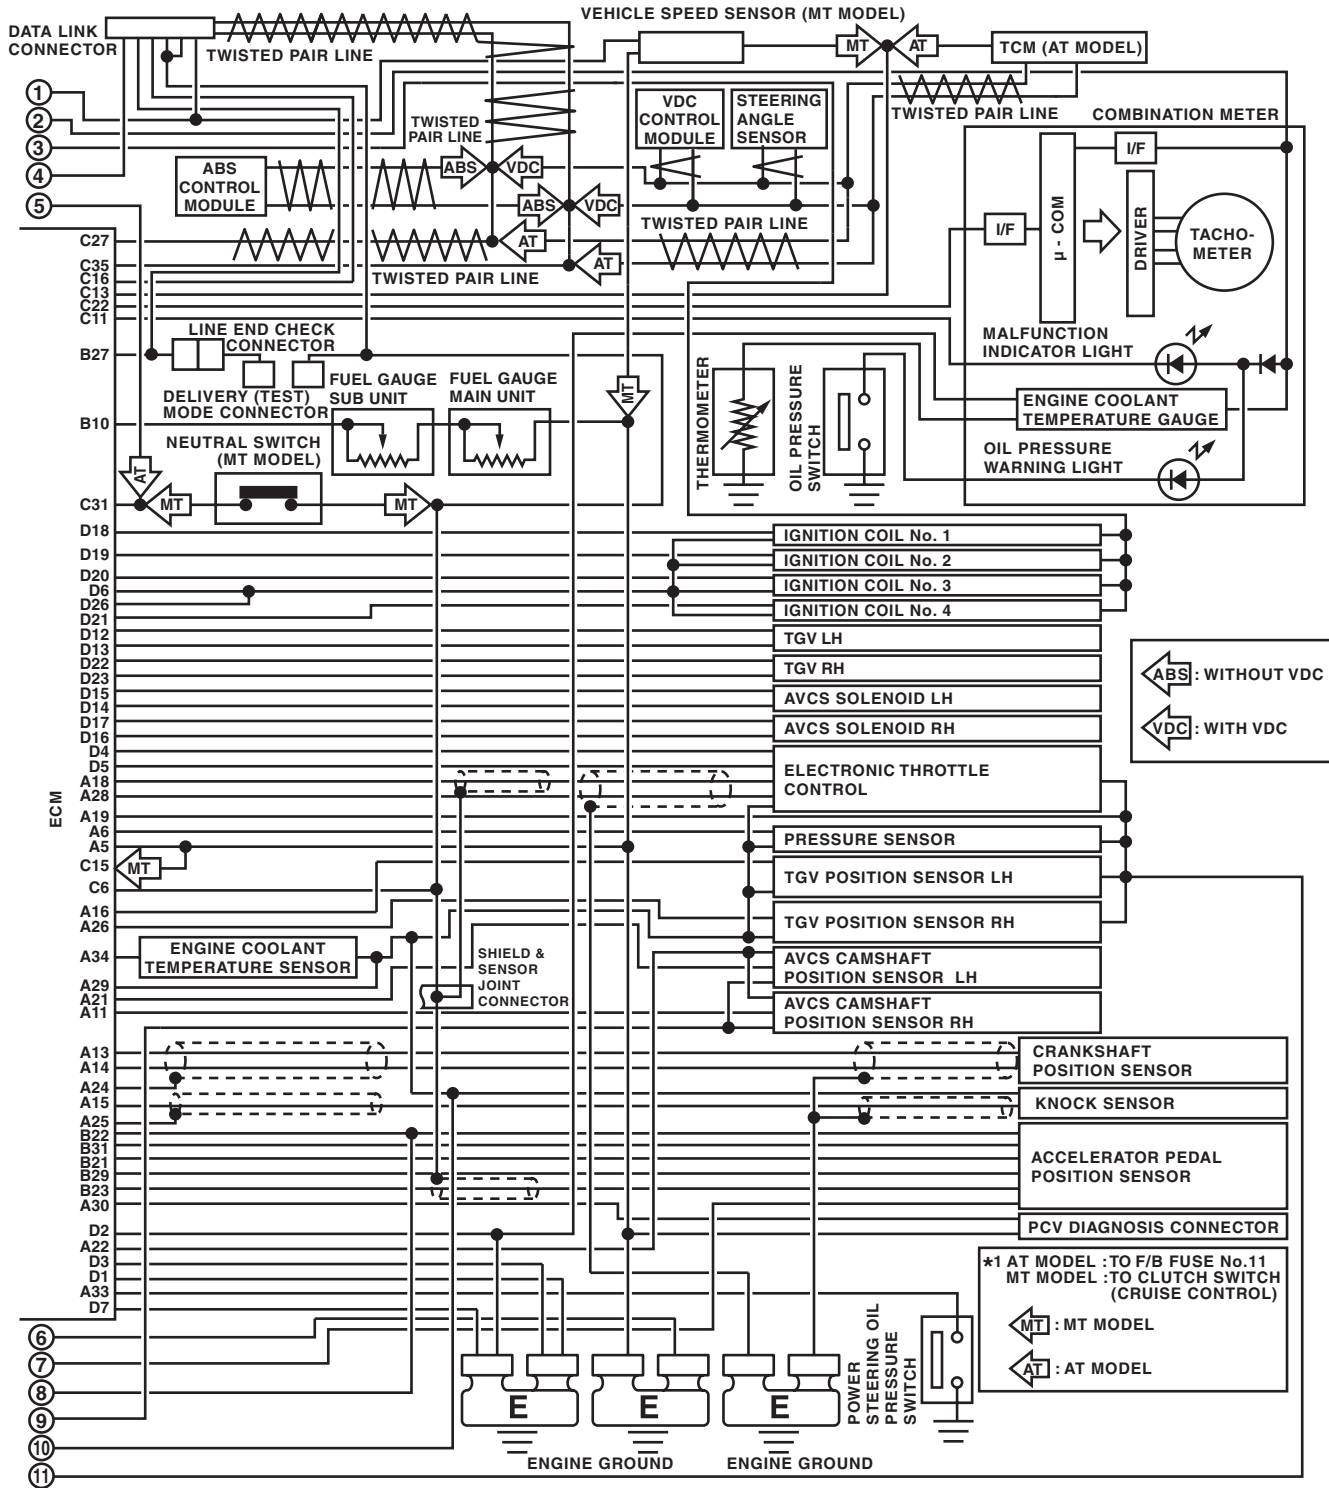 DATA LINK
CONNECTOR
TWISTED PAIR LINE
VEHICLE SPEED SENSOR (MT MODEL)
MT
AT
TCM (AT MODEL)
TWISTED PAIR LINE
1
2
3
4
5
TWISTED
PAIR LINE
VDC
CONTROL
MODULE
STEERING
ANGLE
SENSOR
COMBINATION METER
ABS
CONTROL
MODULE
ABS
VDC
ABS
VDC
AT
AT
TWISTED PAIR LINE
TWISTED PAIR LINE
I/F
I/F
µ - COM
DRIVER
TACHO-
METER
C27
C35
C16
C13
C22
C11
B27
B10
C31
LINE END CHECK
CONNECTOR
DELIVERY (TEST)
MODE CONNECTOR
FUEL GAUGE
SUB UNIT
FUEL GAUGE
MAIN UNIT
MT
NEUTRAL SWITCH
(MT MODEL)
AT
MT
MT
THERMOMETER
OIL PRESSURE
SWITCH
MALFUNCTION
INDICATOR LIGHT
ENGINE COOLANT
TEMPERATURE GAUGE
OIL PRESSURE
WARNING LIGHT
D18
D19
D20
D6
D26
D21
D12
D13
D22
D23
D15
D14
D17
D16
D4
D5
A18
A28
A19
A6
A5
C15
C6
A16
A26
A34
A29
A21
A11
A13
A14
A24
A15
A25
B22
B31
B21
B29
B23
A30
D2
A22
D3
D1
A33
D7
ECM
MT
IGNITION COIL No. 1
IGNITION COIL No. 2
IGNITION COIL No. 3
IGNITION COIL No. 4
TGV LH
TGV RH
AVCS SOLENOID LH
AVCS SOLENOID RH
ELECTRONIC THROTTLE
CONTROL
PRESSURE SENSOR
TGV POSITION SENSOR LH
TGV POSITION SENSOR RH
AVCS CAMSHAFT
POSITION SENSOR LH
AVCS CAMSHAFT
POSITION SENSOR RH
ABS : WITHOUT VDC
VDC : WITH VDC
ENGINE COOLANT
TEMPERATURE SENSOR
SHIELD &
SENSOR
JOINT
CONNECTOR
CRANKSHAFT
POSITION SENSOR
KNOCK SENSOR
ACCELERATOR PEDAL
POSITION SENSOR
PCV DIAGNOSIS CONNECTOR
*1 AT MODEL : TO F/B FUSE No.11
MT MODEL : TO CLUTCH SWITCH
(CRUISE CONTROL)
MT : MT MODEL
AT : AT MODEL
6
7
8
9
10
11
E
E
E
ENGINE GROUND
ENGINE GROUND
POWER
STEERING OIL
PRESSURE
SWITCH